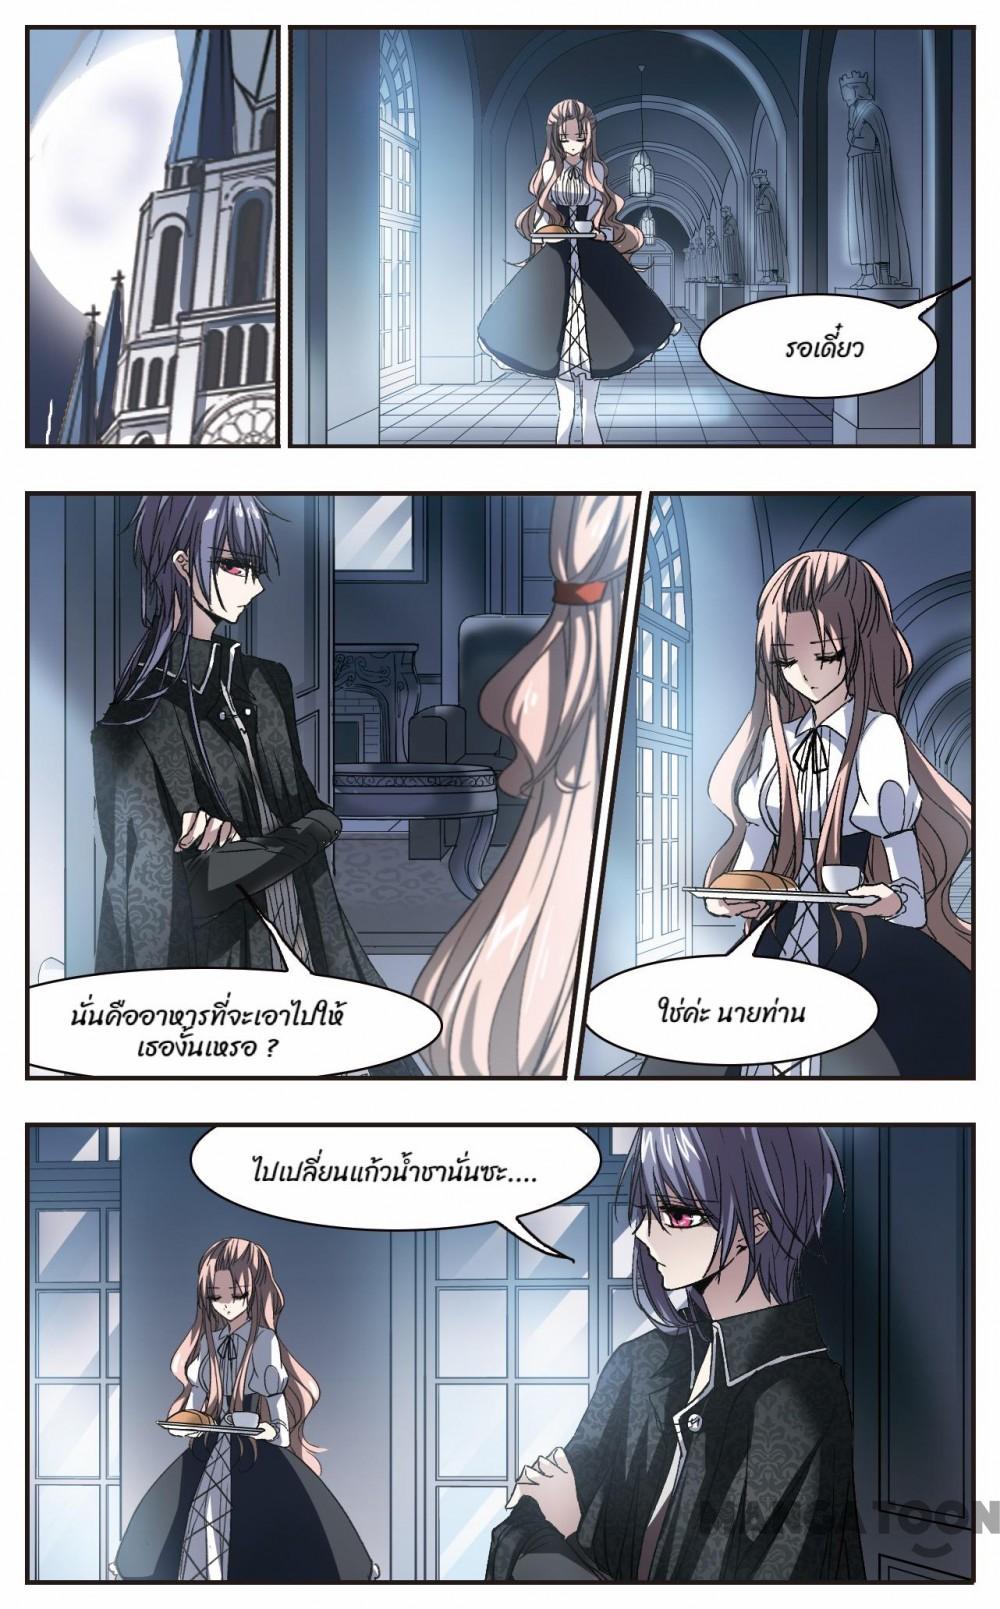 รอเดี๋ยว
นั่นคืออาหารที่จะเอาไปให้
เธองั้นเหรอ ?
ใช่ค่ะ นายท่าน
ไปเปลี่ยนแก้วน้ำชานั่นซะ....
MANGATOON